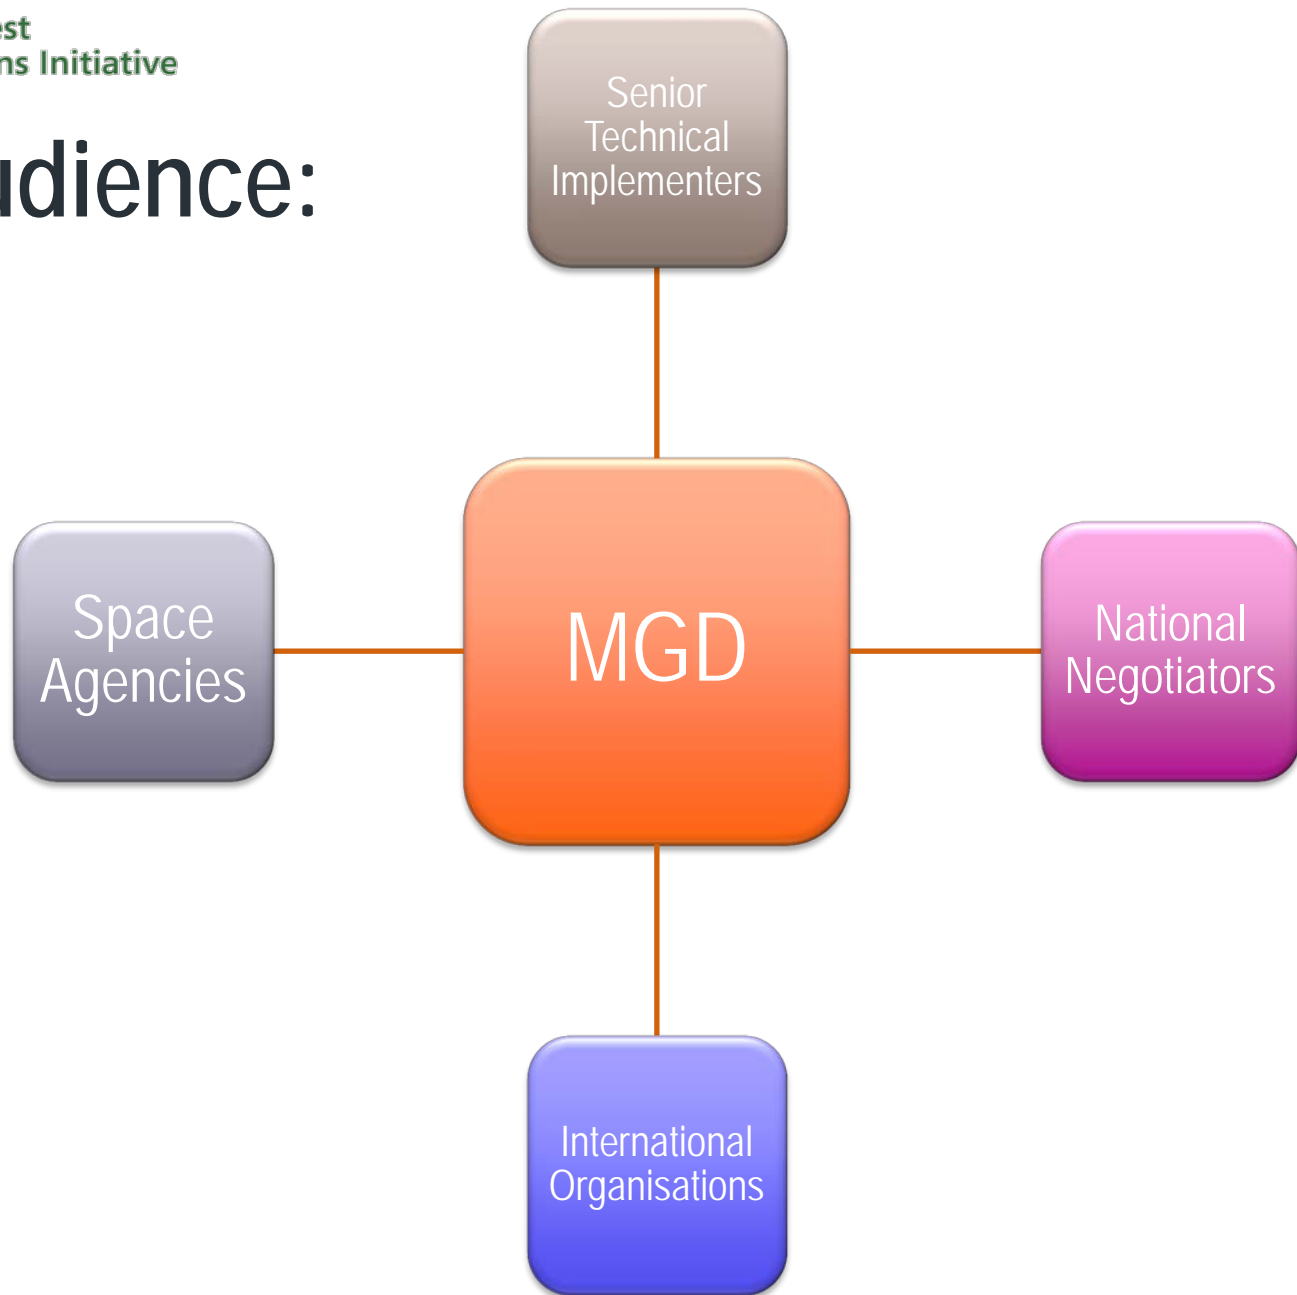 est
ns Initiative
udience:
Senior
Technical
Implementers
Space
Agencies
MGD
National
Negotiators
International
Organisations